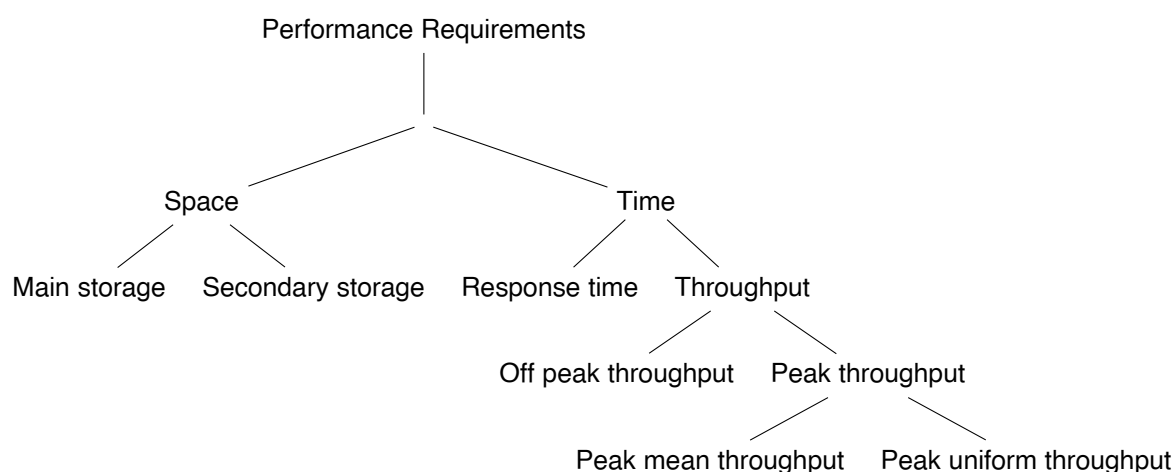 Performance Requirements
Space
Time
Main storage
Secondary storage
Response time
Throughput
Off peak throughput
Peak throughput
Peak mean throughput
Peak uniform throughput